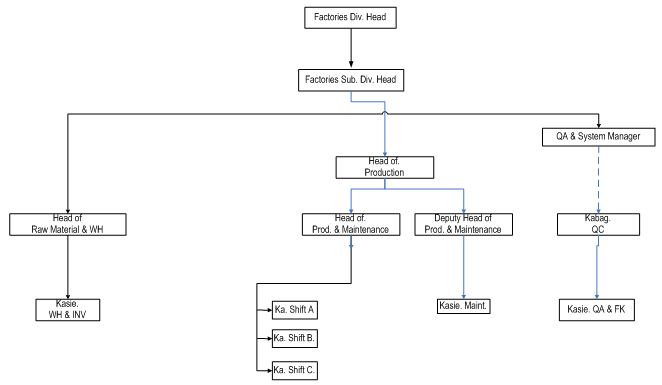 Factories Div. Head
Factories Sub. Div. Head
QA & System Manager
Head of.
Production
Head of
Raw Material & WH
Head of.
Prod. & Maintenance
Deputy Head of
Prod. & Maintenance
Kabag.
QC
Kasie.
WH & INV
Ka. Shift A
Ka. Shift B.
Ka. Shift C.
Kasie. Maint.
Kasie. QA & FK